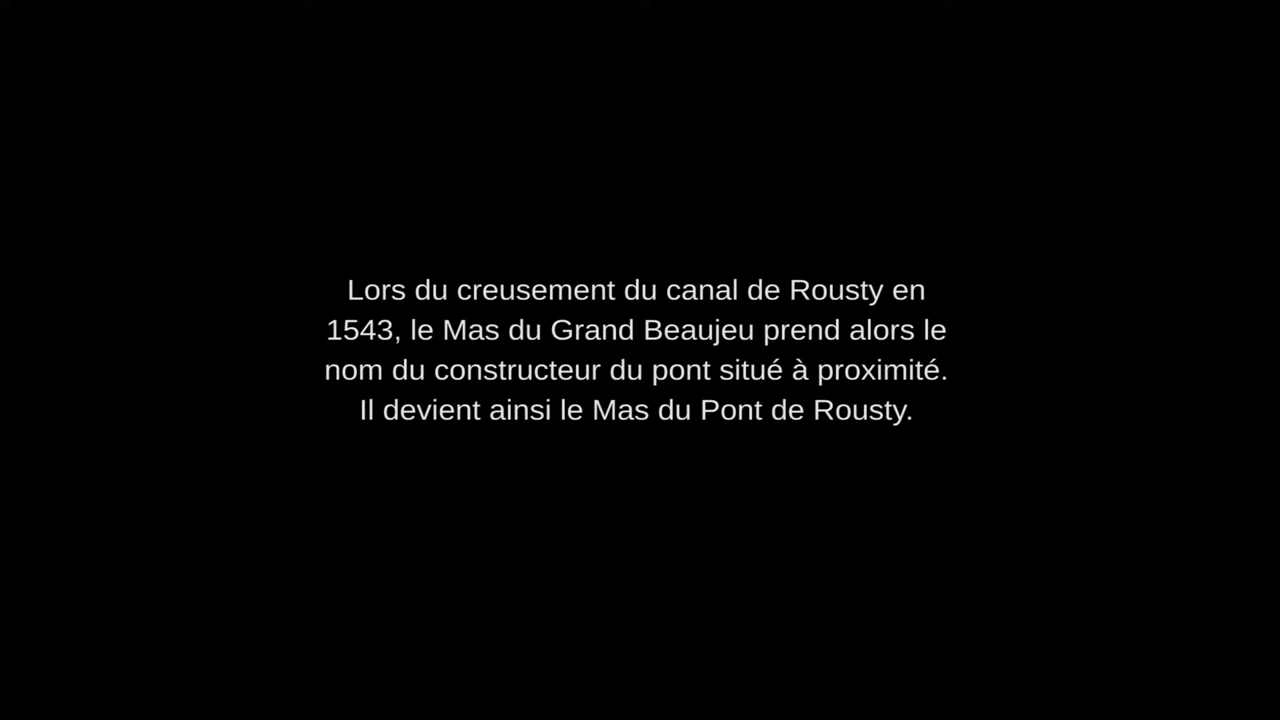 Lors du creusement du canal de Rousty en
1543, le Mas du Grand Beaujeu prend alors le
nom du constructeur du pont situé à proximité.
Il devient ainsi le Mas du Pont de Rousty.